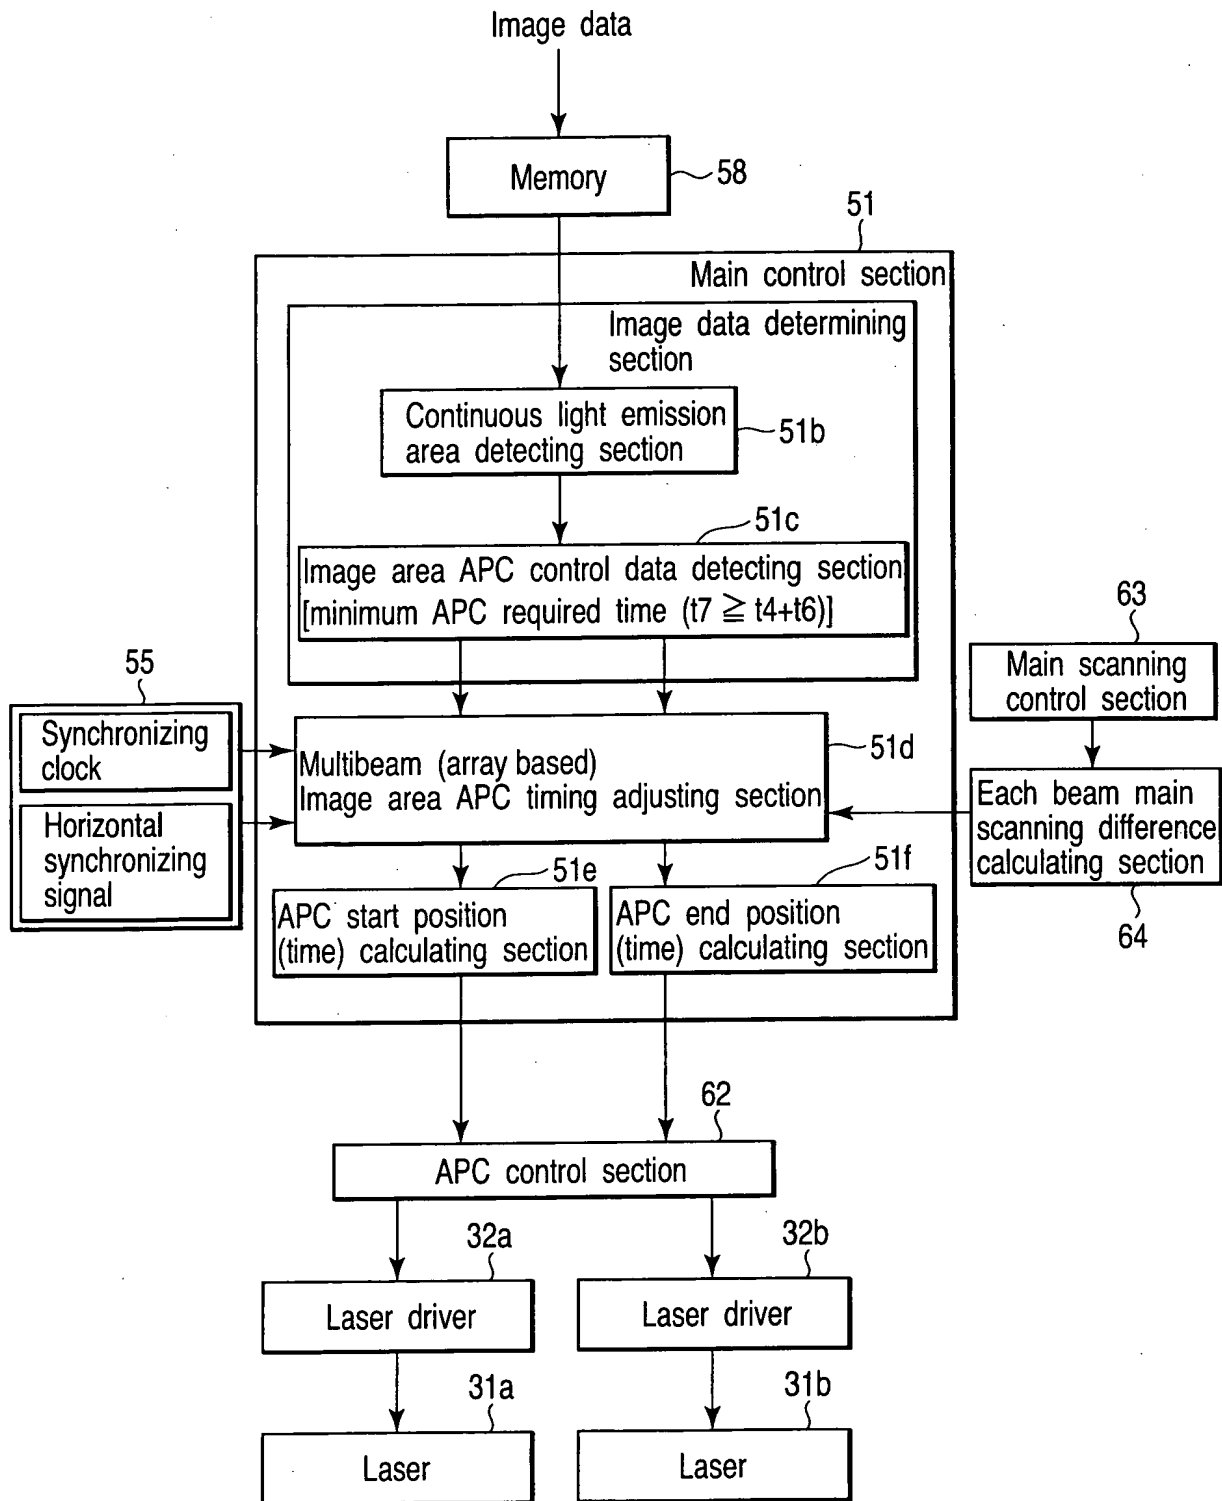 Image data
Memory
58
51
Main control section
Image data determining
section
Continuous light emission
area detecting section
51b
51c
Image area APC control data detecting section
[minimum APC required time (t7 ≧ t4+t6)]
63
Main scanning
control section
55
Synchronizing
clock
Horizontal
synchronizing
signal
Multibeam (array based)
Image area APC timing adjusting section
51d
Each beam main
scanning difference
calculating section
64
51e
APC start position
(time) calculating section
51f
APC end position
(time) calculating section
62
APC control section
32a
Laser driver
32b
Laser driver
31a
Laser
31b
Laser